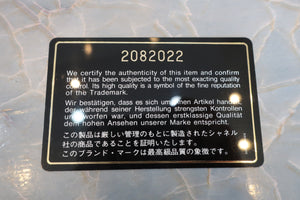 2082022
We certify the authenticity of this item and confirm
that it has been subjected to the most exacting quality
control. Its high quality is a symbol of the fine reputation
of the Trademark.
Wir bestätigen, dass es sich um einen Artikel handelt
der während seiner Herstellung strengsten Kontrollen
unterworfen war, und dessen erstklassige Qualität
dem hohen Ansehen unserer Marke entspricht.
この製品は厳しい管理のもとに製造されたシャネル
社の商品であることを証明いたします。
このブランド・マークは最高級品質の象徴です。